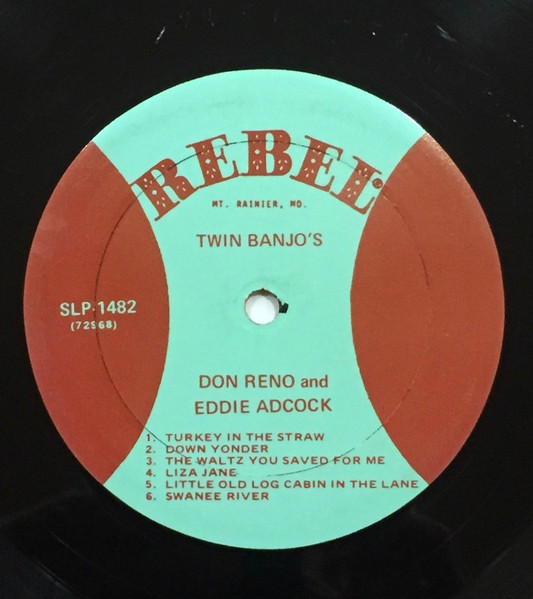 REBEL
MT. RAINIER, MD.
TWIN BANJO'S
SLP-1482
(72968)
DON RENO and
EDDIE ADCOCK
1. TURKEY IN THE STRAW
2. DOWN YONDER
3. THE WALTZ YOU SAVED FOR ME
4. LIZA JANE
5. LITTLE OLD LOG CABIN IN THE LANE
6. SWANEE RIVER